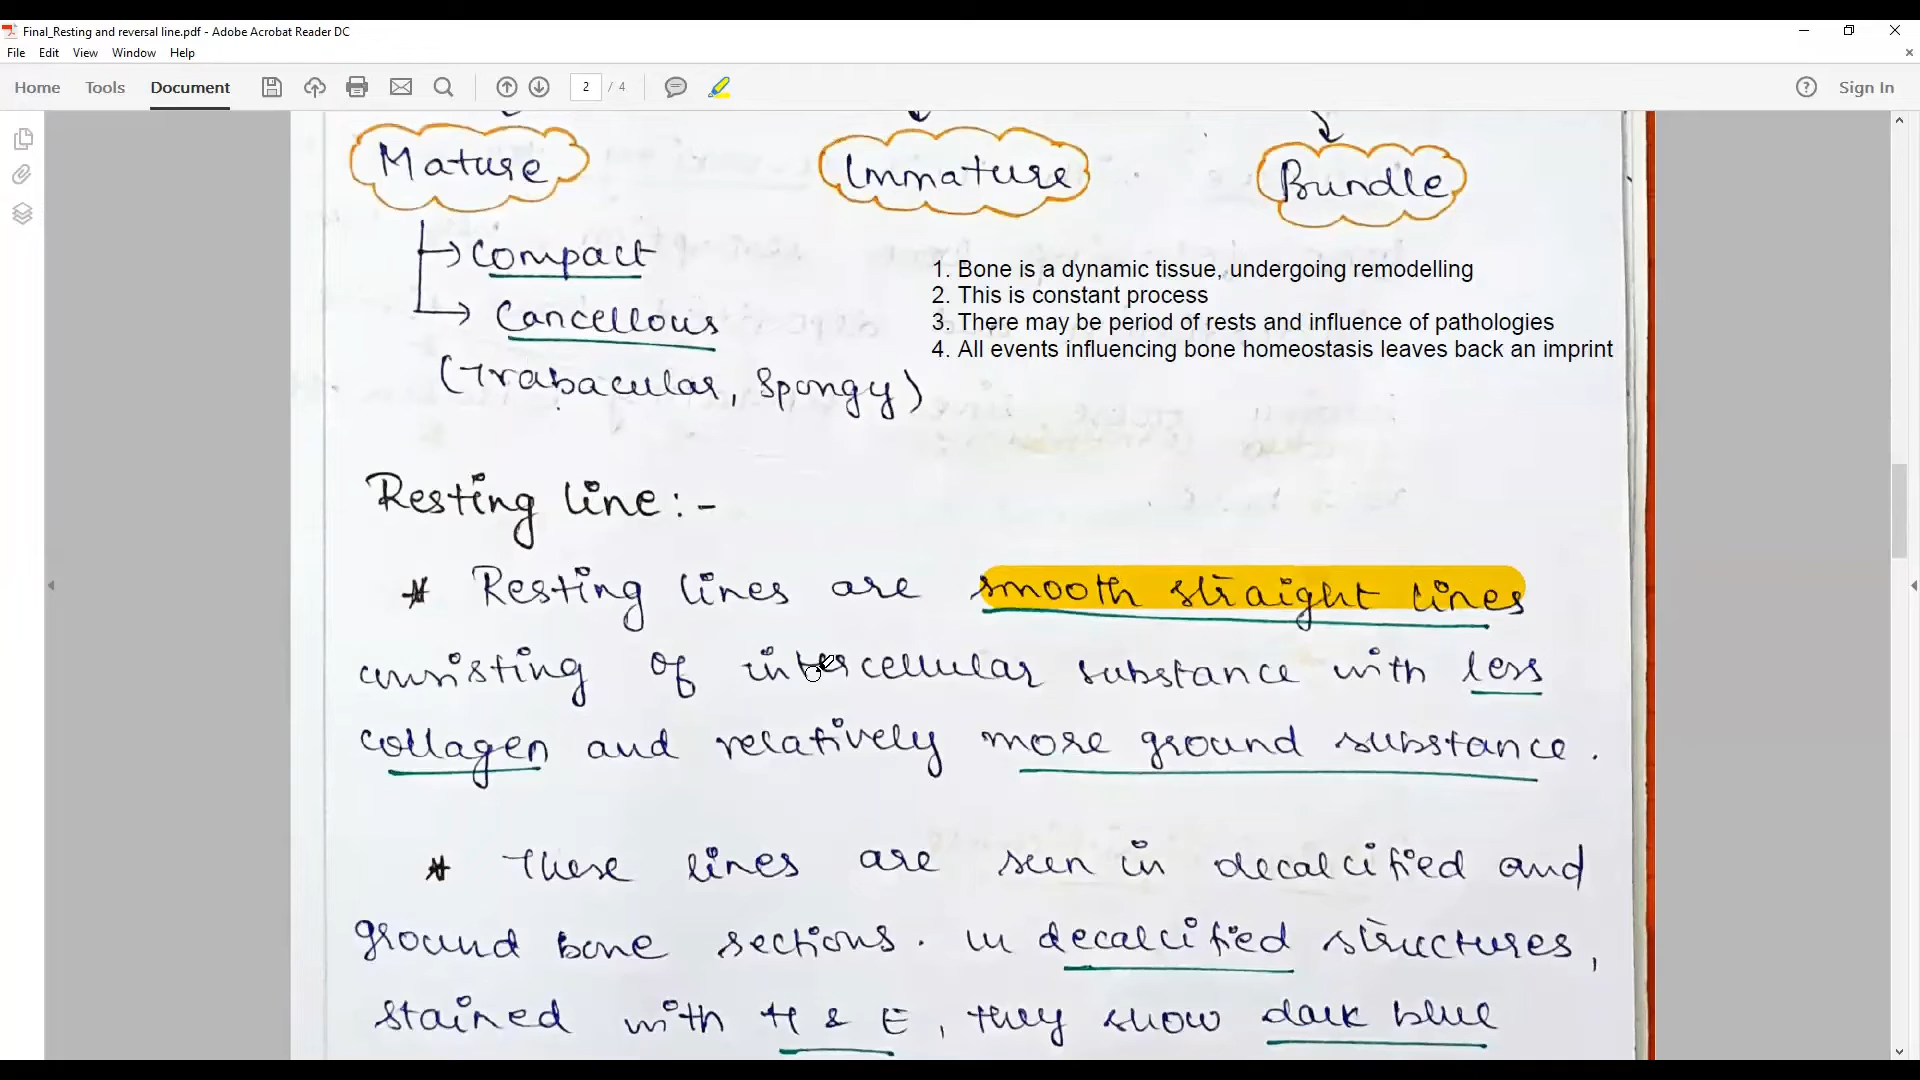 Final_Resting and reversal line.pdf - Adobe Acrobat Reader DC
File Edit View Window Help
Home Tools Document 2 / 4 Sign In
Mature Immature Bundle
Compact
Cancellous
(Trabacular, Spongy)
1. Bone is a dynamic tissue, undergoing remodelling
2. This is constant process
3. There may be period of rests and influence of pathologies
4. All events influencing bone homeostasis leaves back an imprint
Resting line:-
* Resting lines are smooth straight lines
consisting of intercellular substance with less
collagen and relatively more ground substance.
* These lines are seen in decalcified and
ground bone sections. In decalcified structures,
stained with H & E, they show dark blue